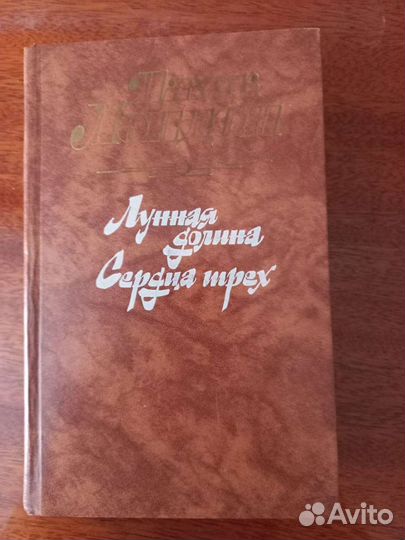 Лунная
долина
Сердца трех
Avito